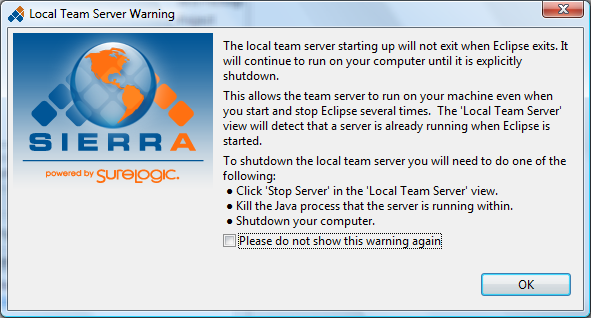 Local Team Server Warning
SIERRA
powered by SureLogic.
The local team server starting up will not exit when Eclipse exits. It
will continue to run on your computer until it is explicitly
shutdown.
This allows the team server to run on your machine even when
you start and stop Eclipse several times.  The 'Local Team Server'
view will detect that a server is already running when Eclipse is
started.
To shutdown the local team server you will need to do one of the
following:
● Click 'Stop Server' in the 'Local Team Server' view.
● Kill the Java process that the server is running within.
● Shutdown your computer.
Please do not show this warning again
OK